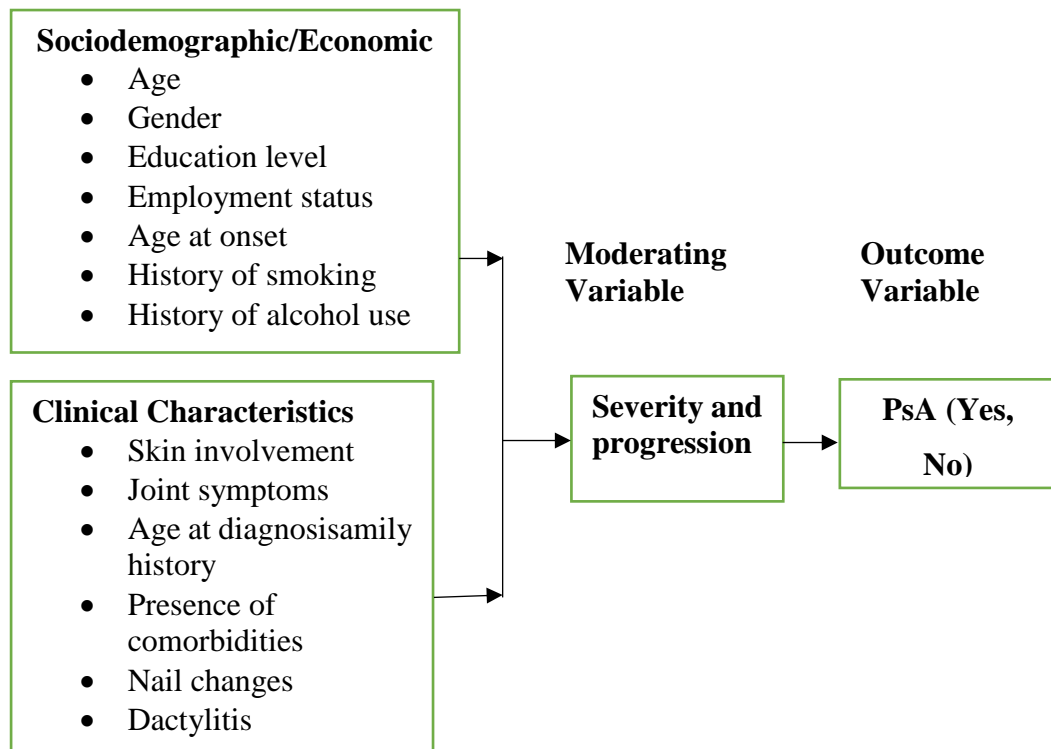 Sociodemographic/Economic
• Age
• Gender
• Education level
• Employment status
• Age at onset
• History of smoking
• History of alcohol use
Clinical Characteristics
• Skin involvement
• Joint symptoms
• Age at diagnosisamily
history
• Presence of
comorbidities
• Nail changes
• Dactylitis
Moderating
Variable
Severity and
progression
Outcome
Variable
PsA (Yes,
No)